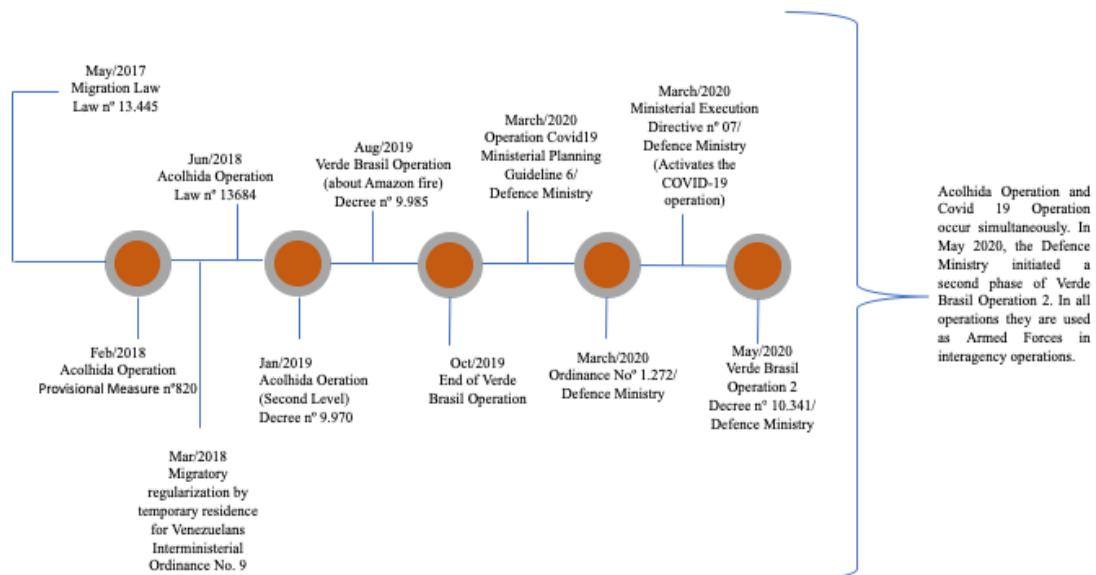 May/2017
Migration Law
Law nº 13.445
Feb/2018
Acolhida Operation
Provisional Measure n°820
Mar/2018
Migratory
regularization by
temporary residence
for Venezuelans
Interministerial
Ordinance No. 9
Jun/2018
Acolhida Operation
Law nº 13684
Jan/2019
Acolhida Oeration
(Second Level)
Decree nº 9.970
Aug/2019
Verde Brasil Operation
(about Amazon fire)
Decree nº 9.985
Oct/2019
End of Verde
Brasil Operation
March/2020
Operation Covid19
Ministerial Planning
Guideline 6/
Defence Ministry
March/2020
Ordinance Noº 1.272/
Defence Ministry
March/2020
Ministerial Execution
Directive nº 07/
Defence Ministry
(Activates the
COVID-19
operation)
May/2020
Verde Brasil
Operation 2
Decree nº 10.341/
Defence Ministry
Acolhida Operation and
Covid 19 Operation
occur simultaneously. In
May 2020, the Defence
Ministry initiated a
second phase of Verde
Brasil Operation 2. In all
operations they are used
as Armed Forces in
interagency operations.